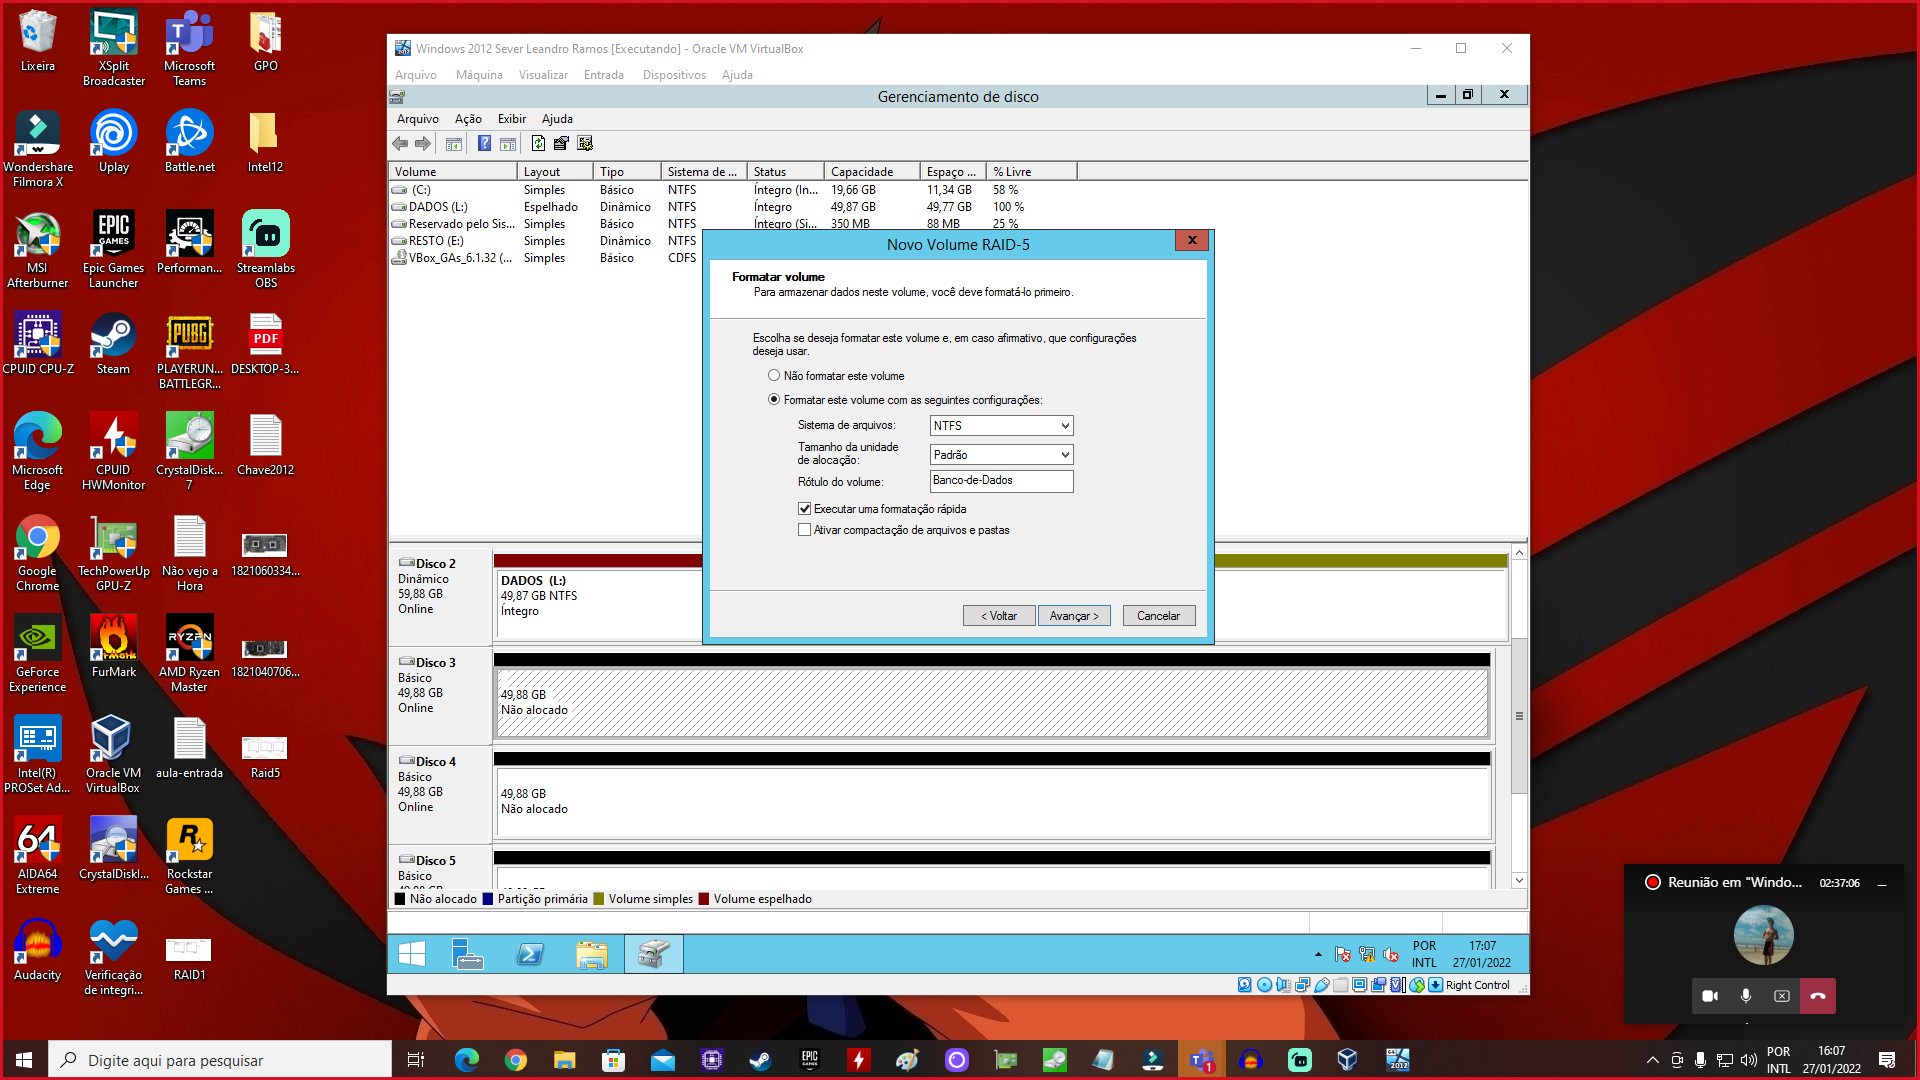 Lixeira
XSplit Broadcaster
Microsoft Teams
GPO
Wondershare Filmora X
Uplay
Battle.net
Intel12
MSI Afterburner
EPIC GAMES
Epic Games Launcher
Performan...
Streamlabs OBS
CPUID CPU-Z
Steam
PUBG
PLAYERUN... BATTLEGR...
PDF
DESKTOP-3...
Microsoft Edge
CPUID HWMonitor
CrystalDisk... 7
Chave2012
Google Chrome
TechPowerUp GPU-Z
Não vejo a Hora
1821060334...
GeForce Experience
FurMark
RYZEN
AMD Ryzen Master
1821040706...
Intel(R) PROSet Ad...
Oracle VM VirtualBox
aula-entrada
Raid5
64
AIDA64 Extreme
CrystalDiskI...
Rockstar Games ...
Audacity
Verificação de integri...
RAID1
Windows 2012 Sever Leandro Ramos [Executando] - Oracle VM VirtualBox
Arquivo Máquina Visualizar Entrada Dispositivos Ajuda
Gerenciamento de disco
Arquivo Ação Exibir Ajuda
Volume Layout Tipo Sistema de ... Status Capacidade Espaço ... % Livre
(C:) Simples Básico NTFS Íntegro (In... 19,66 GB 11,34 GB 58 %
DADOS (L:) Espelhado Dinâmico NTFS Íntegro 49,87 GB 49,77 GB 100 %
Reservado pelo Sis... Simples Básico NTFS Íntegro (Si... 350 MB 88 MB 25 %
RESTO (E:) Simples Dinâmico NTFS
VBox_GAs_6.1.32 (... Simples Básico CDFS
Novo Volume RAID-5
Formatar volume
Para armazenar dados neste volume, você deve formatá-lo primeiro.
Escolha se deseja formatar este volume e, em caso afirmativo, que configurações
deseja usar.
Não formatar este volume
Formatar este volume com as seguintes configurações:
Sistema de arquivos: NTFS
Tamanho da unidade
de alocação: Padrão
Rótulo do volume: Banco-de-Dados
Executar uma formatação rápida
Ativar compactação de arquivos e pastas
< Voltar Avançar > Cancelar
Disco 2
Dinâmico
59,88 GB
Online
DADOS (L:)
49,87 GB NTFS
Íntegro
Disco 3
Básico
49,88 GB
Online
49,88 GB
Não alocado
Disco 4
Básico
49,88 GB
Online
49,88 GB
Não alocado
Disco 5
Básico
Não alocado Partição primária Volume simples Volume espelhado
POR
INTL
17:07
27/01/2022
Right Control
Reunião em "Windo... 02:37:06
Digite aqui para pesquisar
POR
INTL
16:07
27/01/2022